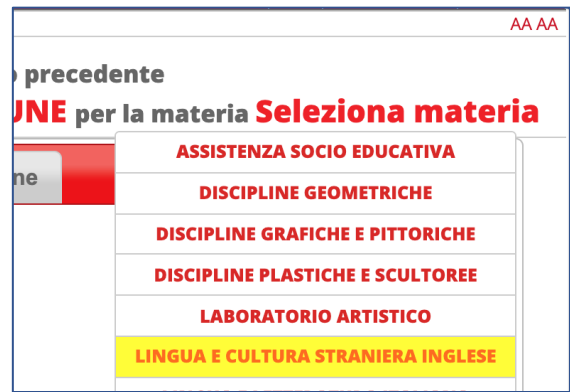 AA AA
precedente
UNE per la materia Seleziona materia
ne
ASSISTENZA SOCIO EDUCATIVA
DISCIPLINE GEOMETRICHE
DISCIPLINE GRAFICHE E PITTORICHE
DISCIPLINE PLASTICHE E SCULTOREE
LABORATORIO ARTISTICO
LINGUA E CULTURA STRANIERA INGLESE